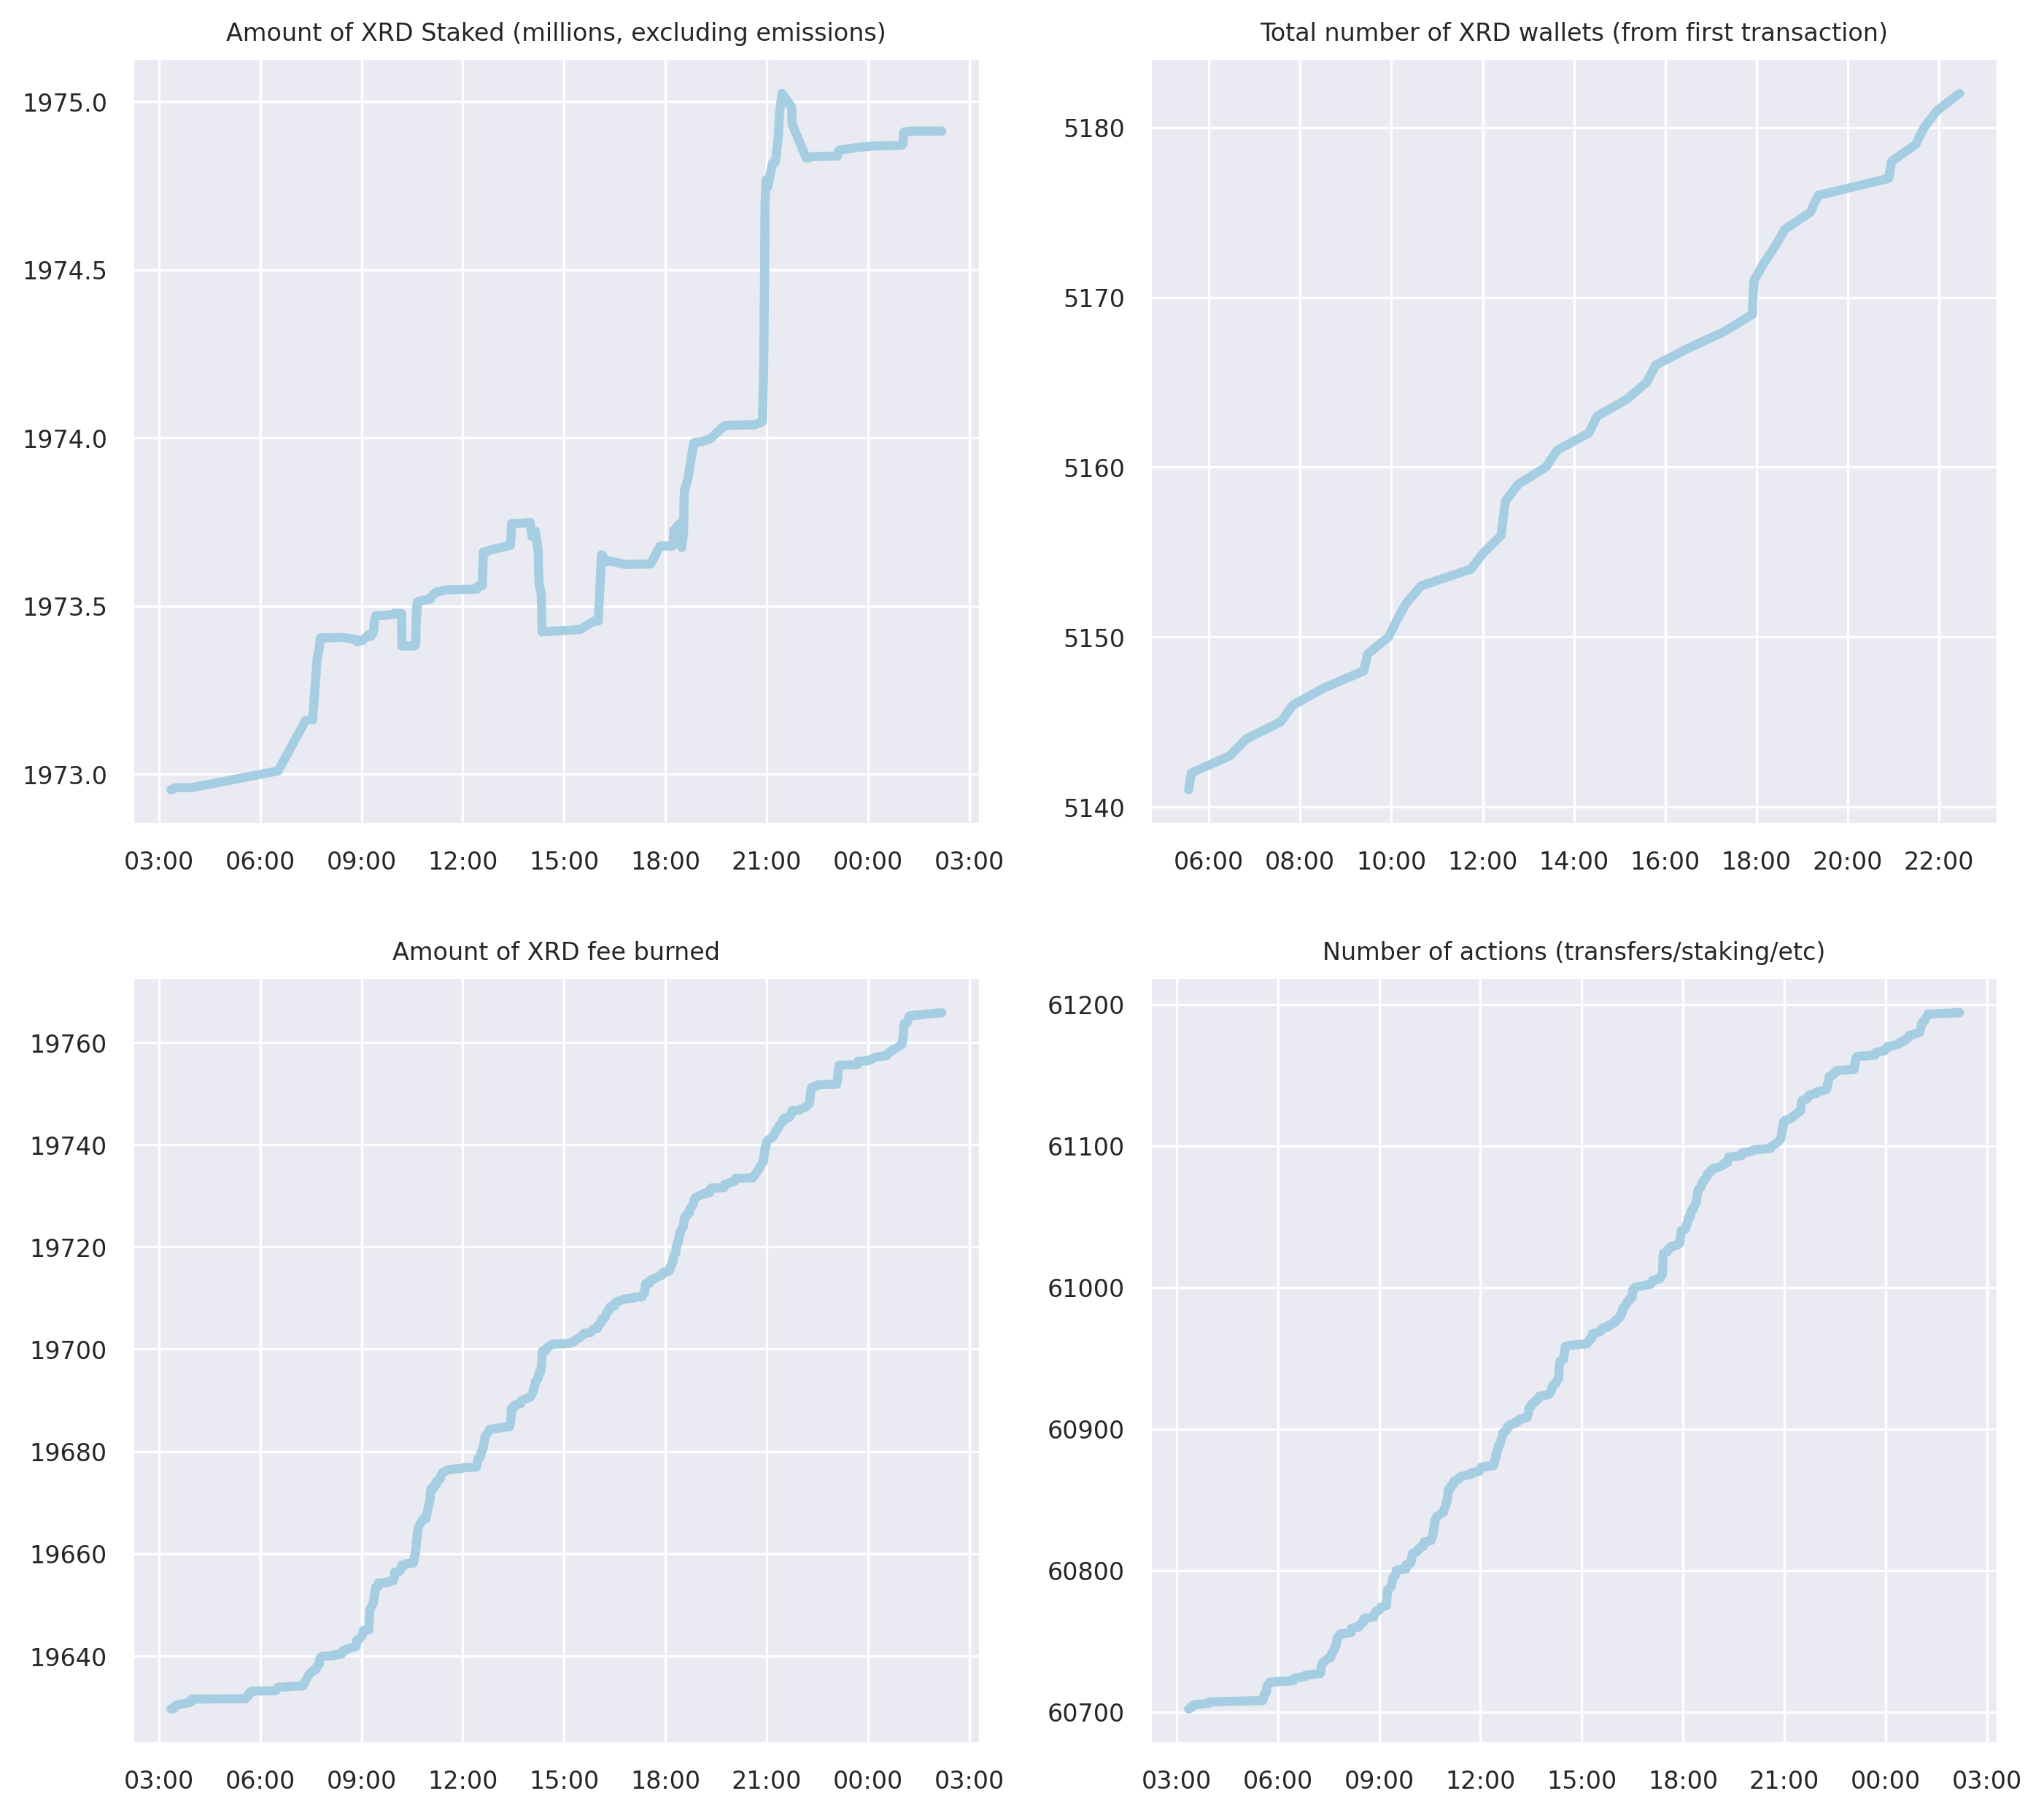 Amount of XRD Staked (millions, excluding emissions)
1975.0
1974.5
1974.0
1973.5
1973.0
03:00 06:00 09:00 12:00 15:00 18:00 21:00 00:00 03:00
Total number of XRD wallets (from first transaction)
5180
5170
5160
5150
5140
06:00 08:00 10:00 12:00 14:00 16:00 18:00 20:00 22:00
Amount of XRD fee burned
19760
19740
19720
19700
19680
19660
19640
03:00 06:00 09:00 12:00 15:00 18:00 21:00 00:00 03:00
Number of actions (transfers/staking/etc)
61200
61100
61000
60900
60800
60700
03:00 06:00 09:00 12:00 15:00 18:00 21:00 00:00 03:00